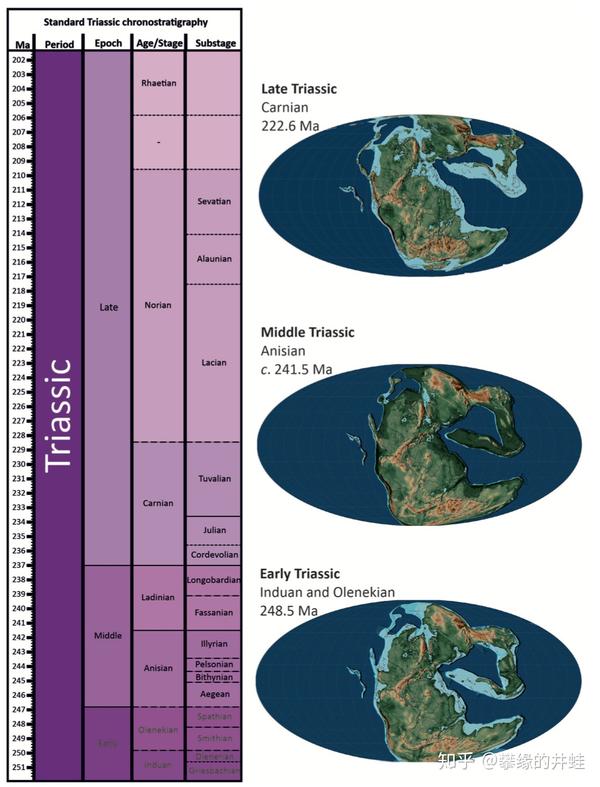 Standard Triassic chronostratigraphy
Ma Period Epoch Age/Stage Substage
202
203
204
205
206
207
208
209
210
211
212
213
214
215
216
217
218
219
220
221
222
223
224
225
226
227
228
229
230
231
232
233
234
235
236
237
238
239
240
241
242
243
244
245
246
247
248
249
250
251
Triassic
Late
Middle
Early
Rhaetian
-
Norian
Carnian
Ladinian
Anisian
Olenekian
Induan
Sevatian
Alaunian
Lacian
Tuvalian
Julian
Cordevolian
Longobardian
Fassanian
Illyrian
Pelsonian
Bithynian
Aegean
Spathian
Smithian
Dienerian
Griesbachian
Late Triassic
Carnian
222.6 Ma
Middle Triassic
Anisian
c. 241.5 Ma
Early Triassic
Induan and Olenekian
248.5 Ma
知乎 @攀缘的井蛙